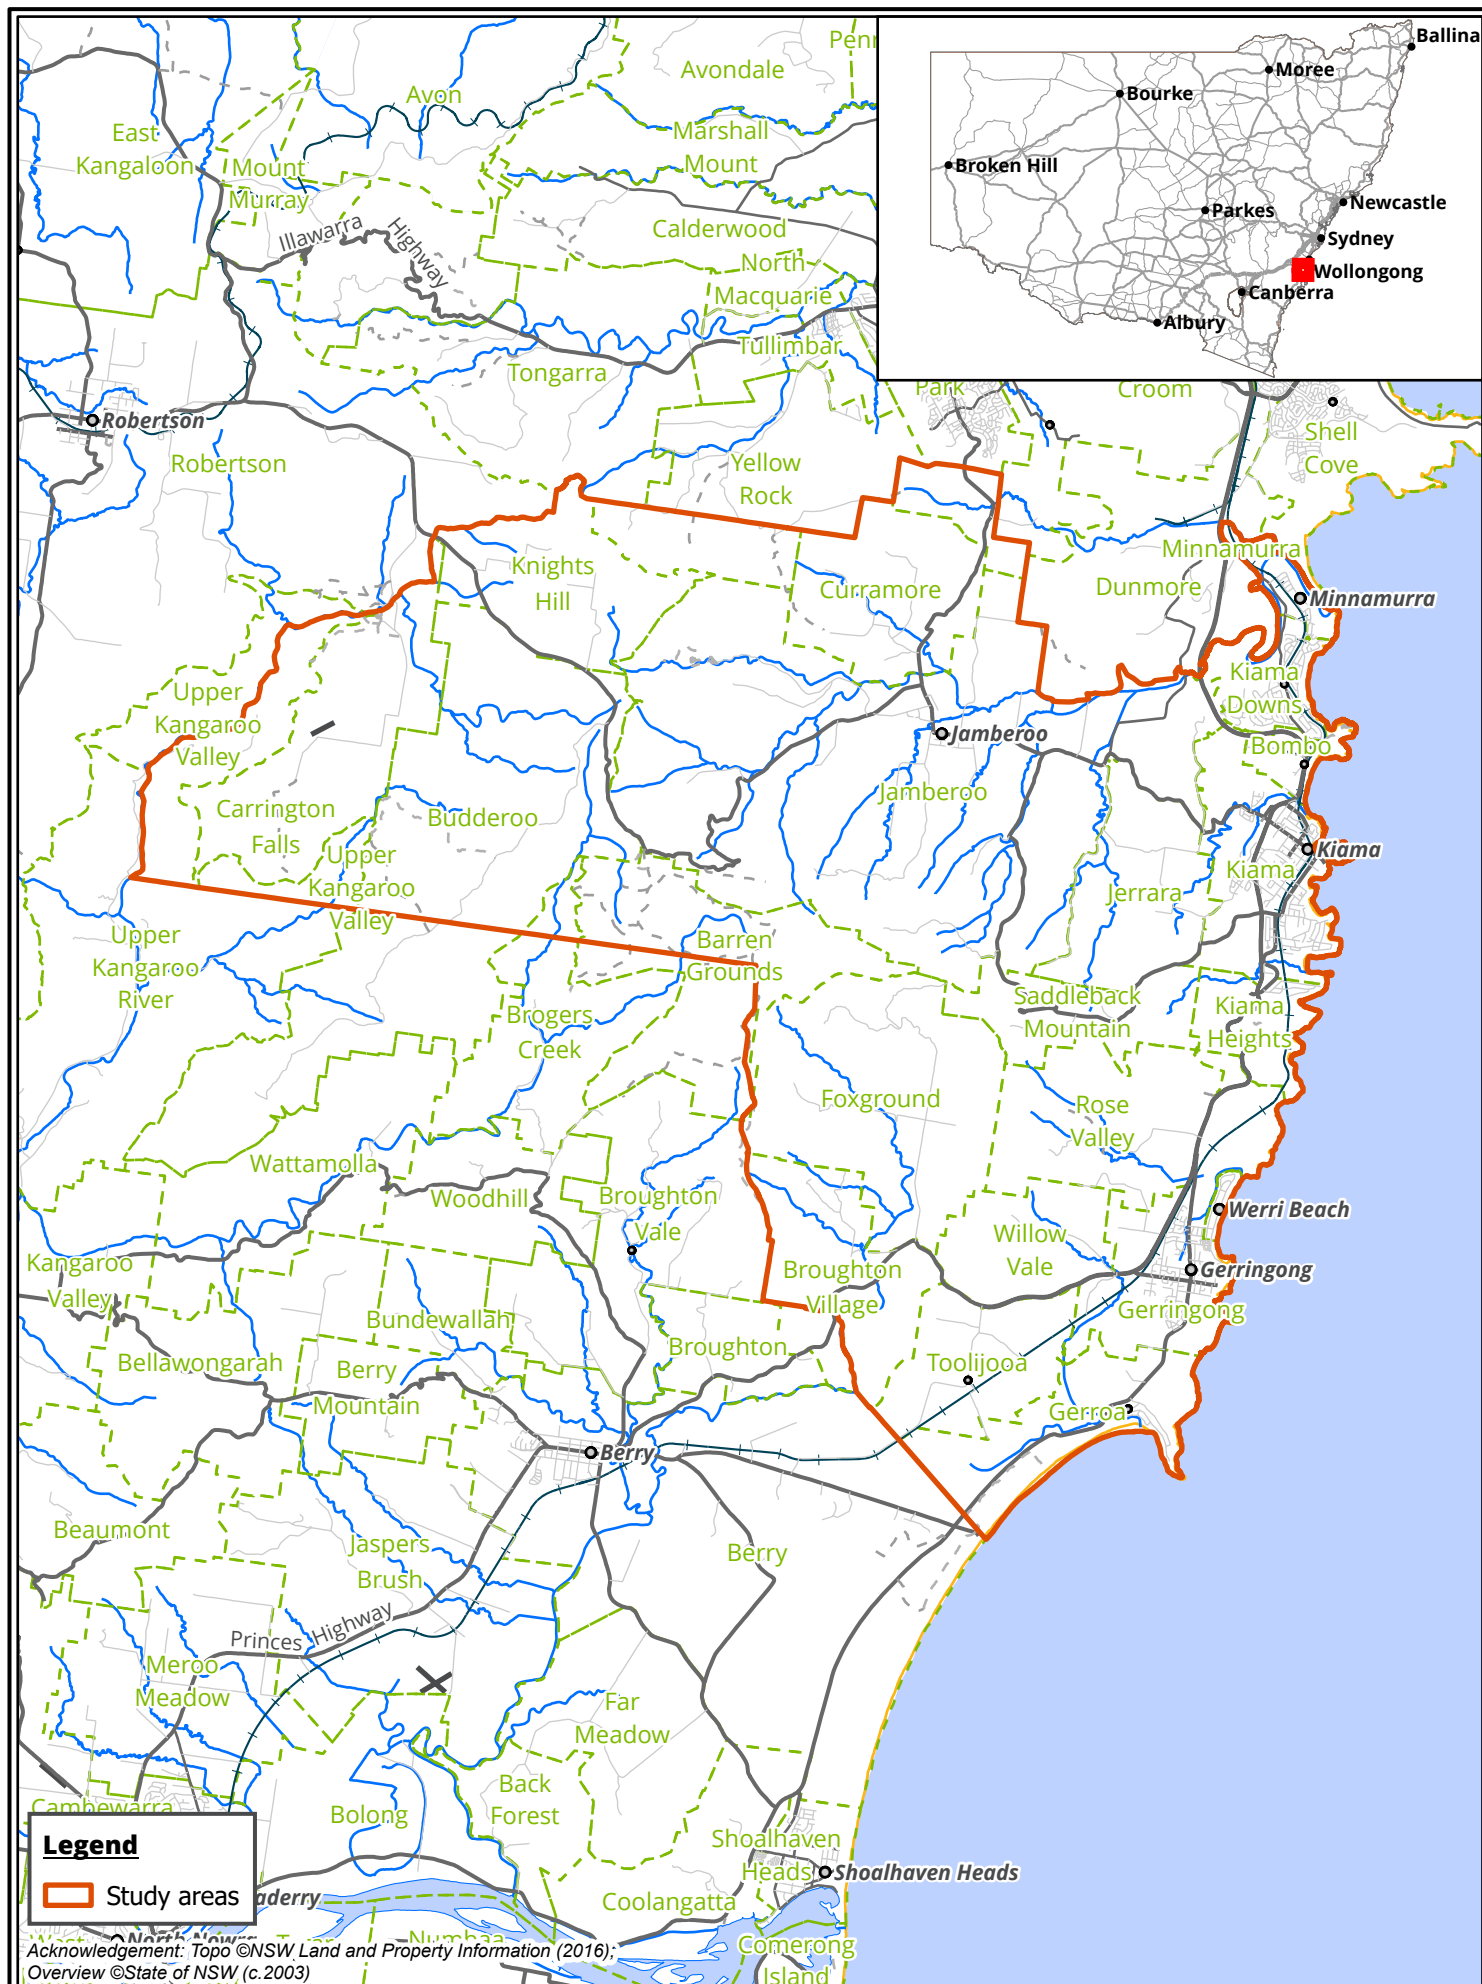 Avondale
Avon
East
Kangaloon
Mount
Murray
Marshall
Mount
Illawarra
Highway
Calderwood
North
Macquarie
Tullimbar
Tongarra
Ballina
Moree
Bourke
Broken Hill
Parkes
Newcastle
Sydney
Wollongong
Canberra
Albury
Park
Croom
Shell
Cove
Robertson
Robertson
Yellow
Rock
Knights
Hill
Curramore
Minnamurra
Dunmore
Minnamurra
Upper
Kangaroo
Valley
Kiama
Downs
Jamberoo
Bombo
Carrington
Falls
Budderoo
Jamberoo
Kiama
Upper
Kangaroo
Valley
Jerrara
Kiama
Upper
Kangaroo
River
Barren
Grounds
Brogers
Creek
Saddleback
Mountain
Kiama
Heights
Foxground
Rose
Valley
Wattamolla
Woodhill
Broughton
Vale
Werri Beach
Willow
Vale
Kangaroo
Valley
Broughton
Village
Gerringong
Gerringong
Bundewallah
Broughton
Bellawongarah
Berry
Mountain
Toolijooa
Gerroa
Berry
Beaumont
Jaspers
Brush
Berry
Princes Highway
Meroo
Meadow
Far
Meadow
Back
Forest
Cambewarra
Bolong
Shoalhaven
Heads
Shoalhaven Heads
Coolangatta
Comerong
Island
Legend
Study areas
aderry
North Nowra
Numbaa
Acknowledgement: Topo ©NSW Land and Property Information (2016);
Overview ©State of NSW (c.2003)